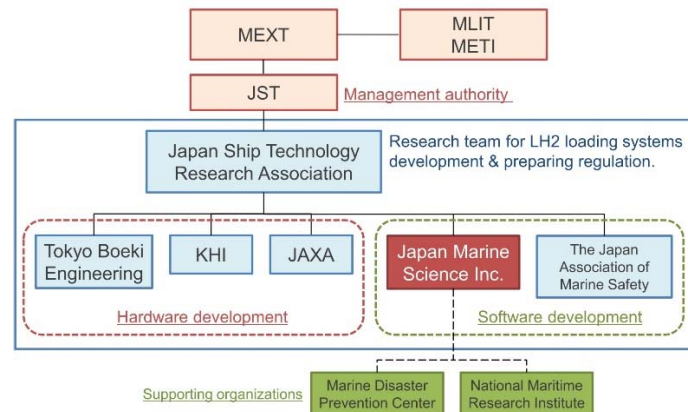 MEXT
MLIT
METI
JST
Management authority
Japan Ship Technology
Research Association
Research team for LH2 loading systems
development & preparing regulation.
Tokyo Boeki
Engineering
KHI
JAXA
Japan Marine
Science Inc.
The Japan
Association of
Marine Safety
Hardware development
Software development
Supporting organizations
Marine Disaster
Prevention Center
National Maritime
Research Institute